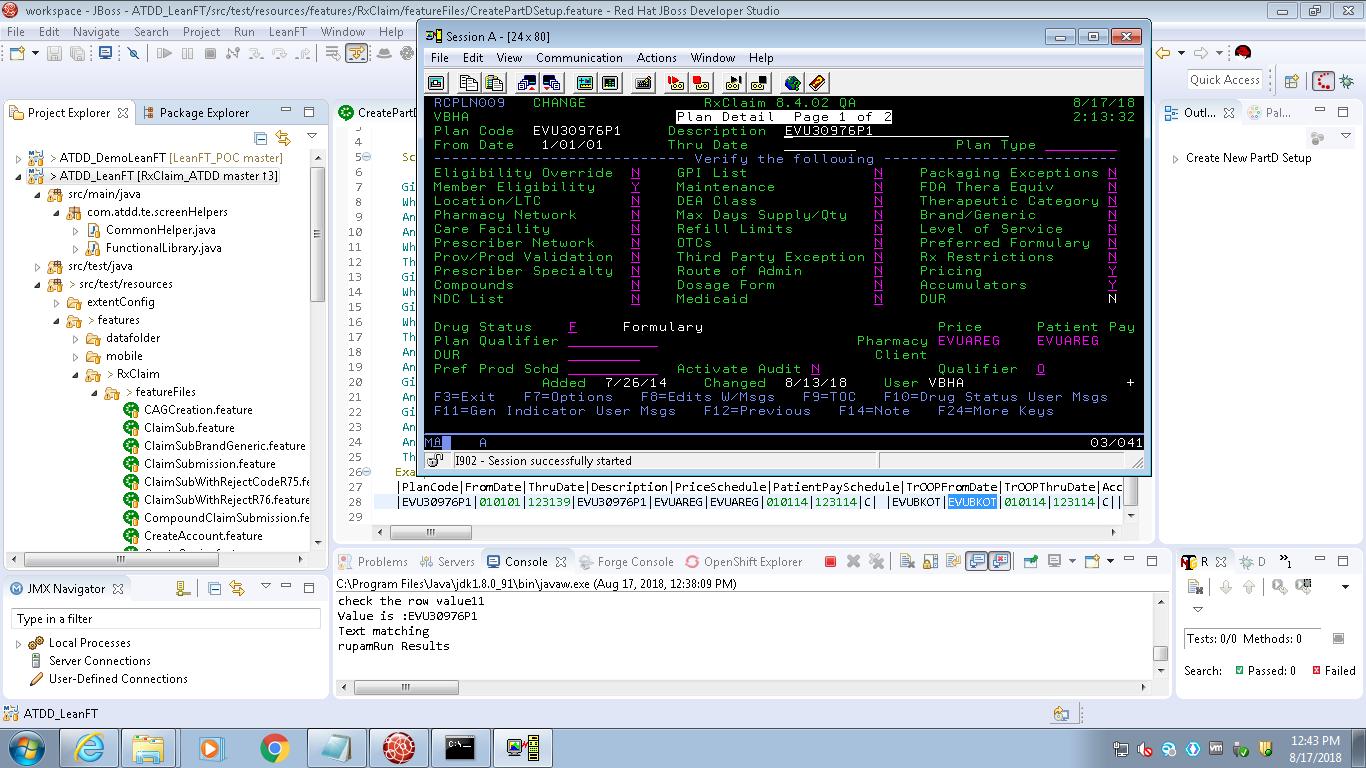 workspace - JBoss - ATDD_LeanFT/src/test/resources/features/RxClaim/featureFiles/CreatePartDSetup.feature - Red Hat JBoss Developer Studio
File Edit Navigate Search Project Run LeanFT Window Help
Quick Access
Project Explorer Package Explorer
> ATDD_DemoLeanFT [LeanFT_POC master]
> ATDD_LeanFT [RxClaim_ATDD master ↑3]
src/main/java
com.atdd.te.screenHelpers
CommonHelper.java
FunctionalLibrary.java
src/test/java
> src/test/resources
extentConfig
> features
datafolder
mobile
> RxClaim
> featureFiles
CAGCreation.feature
ClaimSub.feature
ClaimSubBrandGeneric.feature
ClaimSubmission.feature
ClaimSubWithRejectCodeR75.fe
ClaimSubWithRejectR76.feature
CompoundClaimSubmission.fe
CreateAccount.feature
JMX Navigator
Type in a filter
Local Processes
Server Connections
User-Defined Connections
ATDD_LeanFT
CreatePartD
4
5 Sc
6
7 Gi
8 Wh
9 An
10 An
11 An
12 Th
13 Gi
14 Wh
15 Gi
16 Wh
17 Th
18 An
19 An
20 Gi
21 An
22 Gi
23 An
24 An
25 Th
26 Exa
27 |PlanCode|FromDate|ThruDate|Description|PriceSchedule|PatientPaySchedule|TrOOPFromDate|TrOOPThruDate|Acc
28 |EVU30976P1|010101|123139|EVU30976P1|EVUAREG|EVUAREG|010114|123114|C| |EVUBKOT|EVUBKOT|010114|123114|C||
29
Session A - [24 x 80]
File Edit View Communication Actions Window Help
RCPLN009 CHANGE RxClaim 8.4.02 QA 8/17/18
VBHA Plan Detail Page 1 of 2 2:13:32
Plan Code EVU30976P1 Description EVU30976P1
From Date 1/01/01 Thru Date Plan Type
Verify the following
Eligibility Override N GPI List N Packaging Exceptions N
Member Eligibility Y Maintenance N FDA Thera Equiv N
Location/LTC N DEA Class N Therapeutic Category N
Pharmacy Network N Max Days Supply/Qty N Brand/Generic N
Care Facility N Refill Limits N Level of Service N
Prescriber Network N OTCs N Preferred Formulary N
Prov/Prod Validation N Third Party Exception N Rx Restrictions N
Prescriber Specialty N Route of Admin N Pricing Y
Compounds N Dosage Form N Accumulators Y
NDC List N Medicaid N DUR N
Drug Status F Formulary Price Patient Pay
Plan Qualifier Pharmacy EVUAREG EVUAREG
DUR Client
Pref Prod Schd Activate Audit N Qualifier O
Added 7/26/14 Changed 8/13/18 User VBHA +
F3=Exit F7=Options F8=Edits W/Msgs F9=TOC F10=Drug Status User Msgs
F11=Gen Indicator User Msgs F12=Previous F14=Note F24=More Keys
MA A 03/041
I902 - Session successfully started
Outl... Pal...
Create New PartD Setup
Problems Servers Console Forge Console OpenShift Explorer
C:\Program Files\Java\jdk1.8.0_91\bin\javaw.exe (Aug 17, 2018, 12:38:09 PM)
check the row value11
Value is :EVU30976P1
Text matching
rupamRun Results
R D »1
Tests: 0/0 Methods: 0
Search: Passed: 0 Failed
12:43 PM
8/17/2018